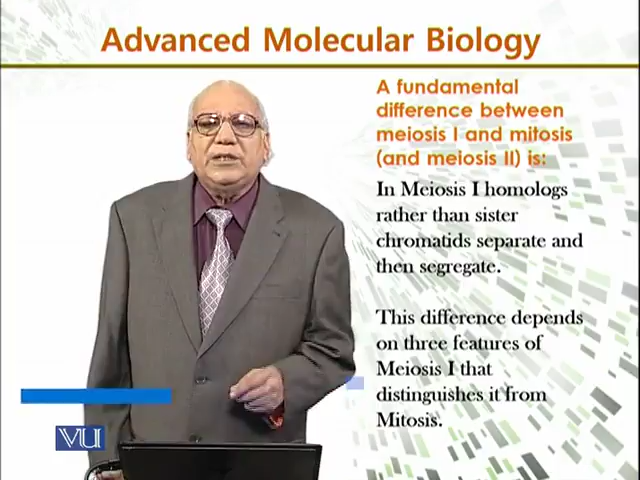 Advanced Molecular Biology
A fundamental
difference between
meiosis I and mitosis
(and meiosis II) is:
In Meiosis I homologs
rather than sister
chromatids separate and
then segregate.
This difference depends
on three features of
Meiosis I that
distinguishes it from
Mitosis.
VU